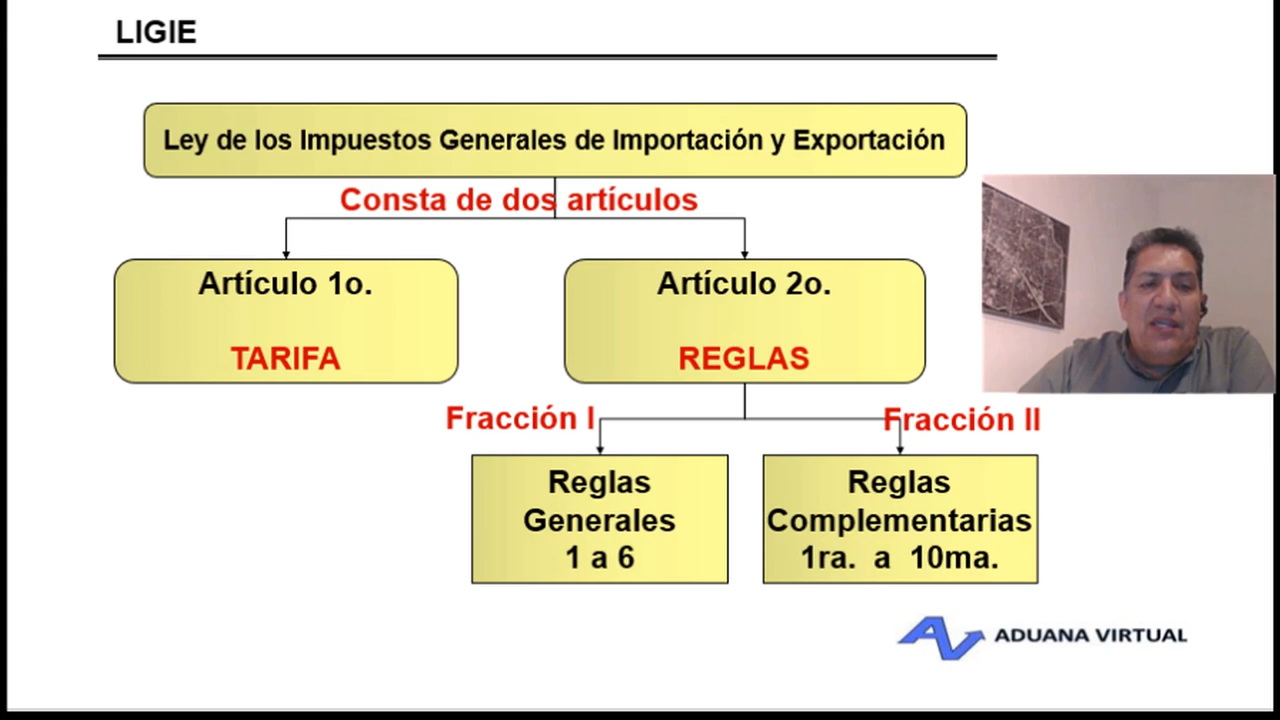 LIGIE
Ley de los Impuestos Generales de Importación y Exportación
Consta de dos artículos
Artículo 1o.
TARIFA
Artículo 2o.
REGLAS
Fracción I
Fracción II
Reglas
Generales
1 a 6
Reglas
Complementarias
1ra. a 10ma.
ADUANA VIRTUAL